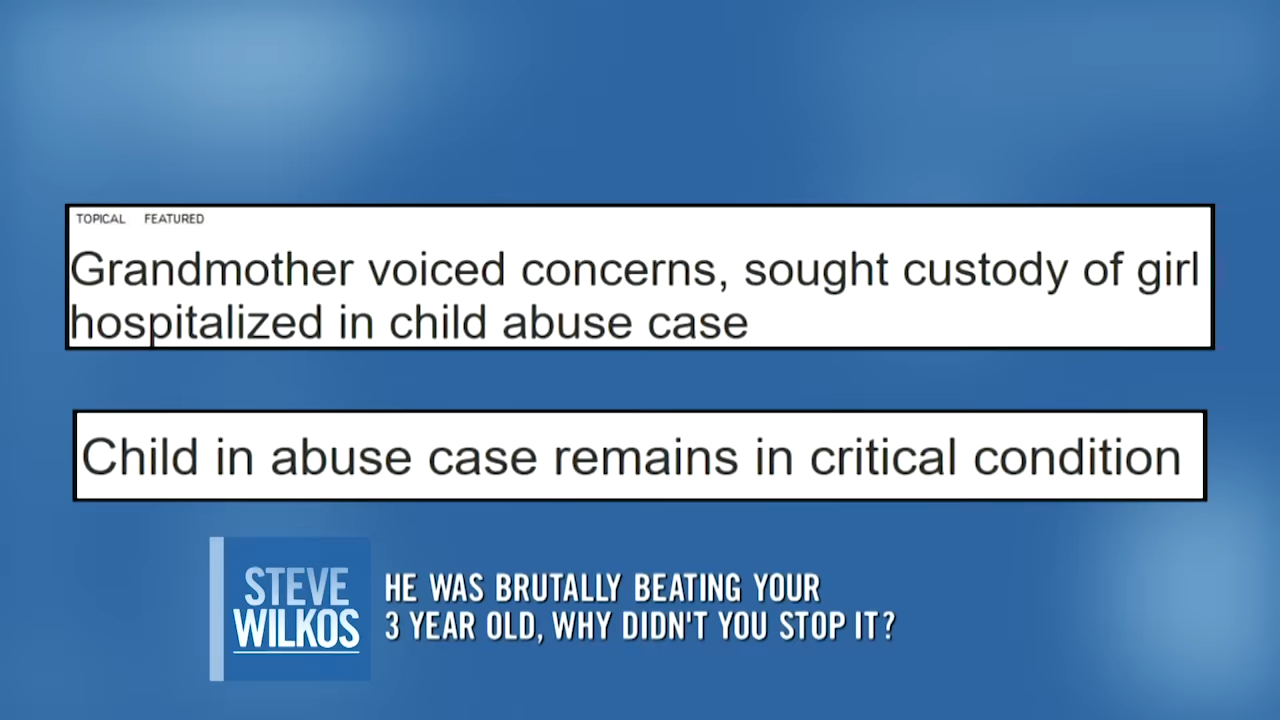 TOPICAL FEATURED
Grandmother voiced concerns, sought custody of girl
hospitalized in child abuse case
Child in abuse case remains in critical condition
STEVE
WILKOS
HE WAS BRUTALLY BEATING YOUR
3 YEAR OLD, WHY DIDN'T YOU STOP IT?